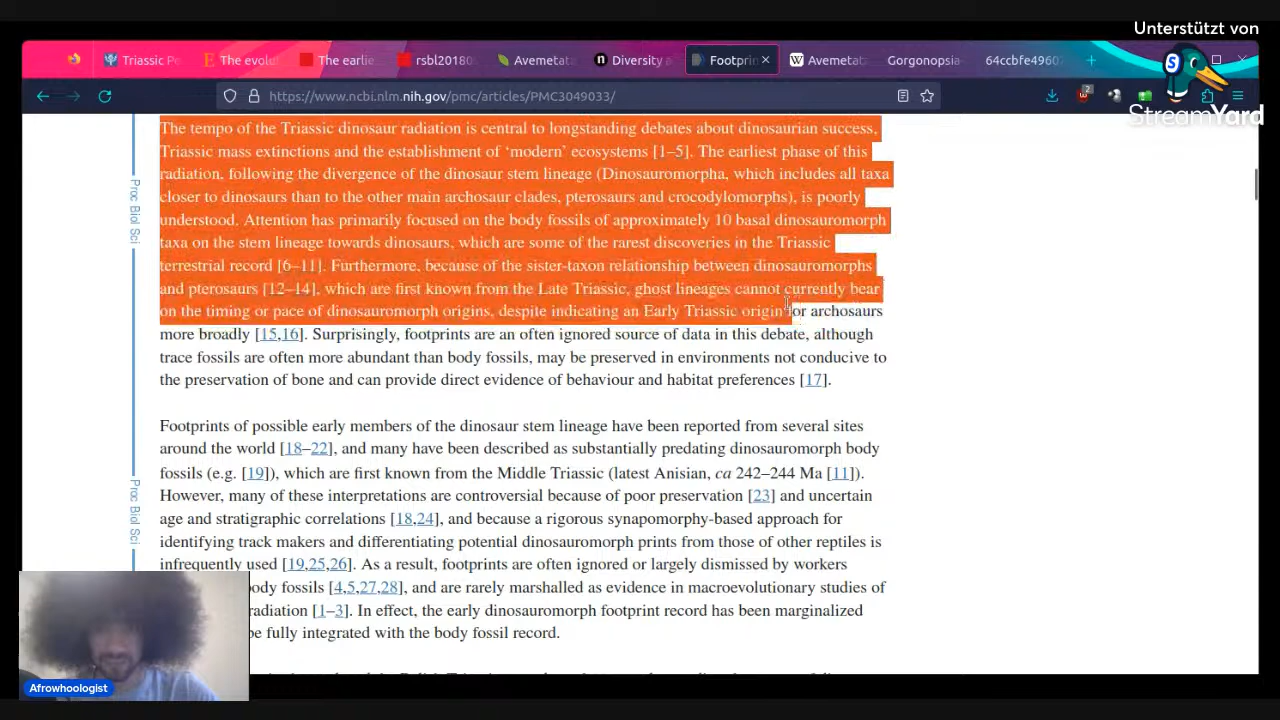 Unterstützt von
StreamYard
Triassic Pe
The evolu
The earlie
rsbl20180
Avemetat
Diversity a
Footprin
Avemetat
Gorgonopsia
64ccbfe4960
https://www.ncbi.nlm.nih.gov/pmc/articles/PMC3049033/
2
The tempo of the Triassic dinosaur radiation is central to longstanding debates about dinosaurian success,
Triassic mass extinctions and the establishment of ‘modern’ ecosystems [1–5]. The earliest phase of this
radiation, following the divergence of the dinosaur stem lineage (Dinosauromorpha, which includes all taxa
closer to dinosaurs than to the other main archosaur clades, pterosaurs and crocodylomorphs), is poorly
understood. Attention has primarily focused on the body fossils of approximately 10 basal dinosauromorph
taxa on the stem lineage towards dinosaurs, which are some of the rarest discoveries in the Triassic
terrestrial record [6–11]. Furthermore, because of the sister-taxon relationship between dinosauromorphs
and pterosaurs [12–14], which are first known from the Late Triassic, ghost lineages cannot currently bear
on the timing or pace of dinosauromorph origins, despite indicating an Early Triassic origin for archosaurs
more broadly [15,16]. Surprisingly, footprints are an often ignored source of data in this debate, although
trace fossils are often more abundant than body fossils, may be preserved in environments not conducive to
the preservation of bone and can provide direct evidence of behaviour and habitat preferences [17].
Footprints of possible early members of the dinosaur stem lineage have been reported from several sites
around the world [18–22], and many have been described as substantially predating dinosauromorph body
fossils (e.g. [19]), which are first known from the Middle Triassic (latest Anisian, ca 242–244 Ma [11]).
However, many of these interpretations are controversial because of poor preservation [23] and uncertain
age and stratigraphic correlations [18,24], and because a rigorous synapomorphy-based approach for
identifying track makers and differentiating potential dinosauromorph prints from those of other reptiles is
infrequently used [19,25,26]. As a result, footprints are often ignored or largely dismissed by workers
ody fossils [4,5,27,28], and are rarely marshalled as evidence in macroevolutionary studies of
radiation [1–3]. In effect, the early dinosauromorph footprint record has been marginalized
be fully integrated with the body fossil record.
Proc Biol Sci
Proc Biol Sci
Afrowhoologist